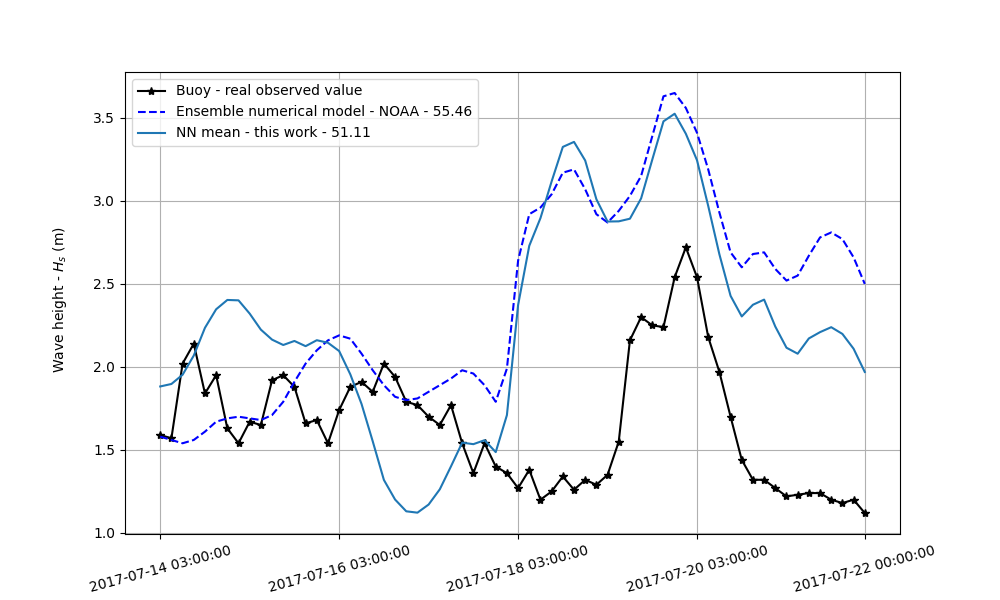 Buoy - real observed value
Ensemble numerical model - NOAA - 55.46
NN mean - this work - 51.11
3.5
3.0
2.5
2.0
1.5
1.0
Wave height - Hs (m)
2017-07-14 03:00:00
2017-07-16 03:00:00
2017-07-18 03:00:00
2017-07-20 03:00:00
2017-07-22 00:00:00